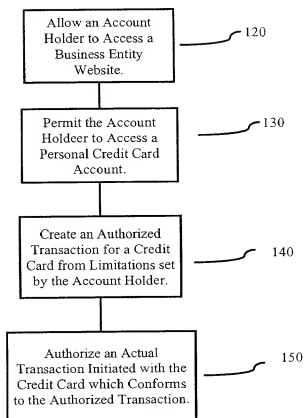 Allow an Account
Holder to Access a
Business Entity
Website.
120
Permit the Account
Holdeer to Access a
Personal Credit Card
Account.
130
Create an Authorized
Transaction for a Credit
Card from Limitations set
by the Account Holder.
140
Authorize an Actual
Transaction Initiated with the
Credit Card which Conforms
to the Authorized Transaction.
150